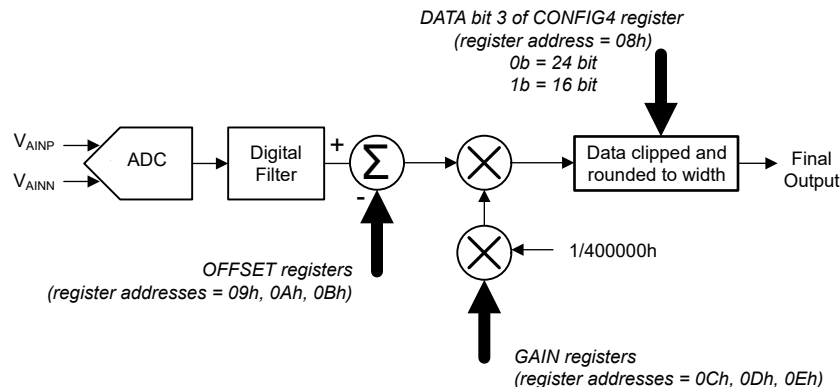 DATA bit 3 of CONFIG4 register
(register address = 08h)
0b = 24 bit
1b = 16 bit
VAINP
VAINN
ADC
Digital
Filter
+
-
Σ
Data clipped and
rounded to width
Final
Output
1/400000h
OFFSET registers
(register addresses = 09h, 0Ah, 0Bh)
GAIN registers
(register addresses = 0Ch, 0Dh, 0Eh)